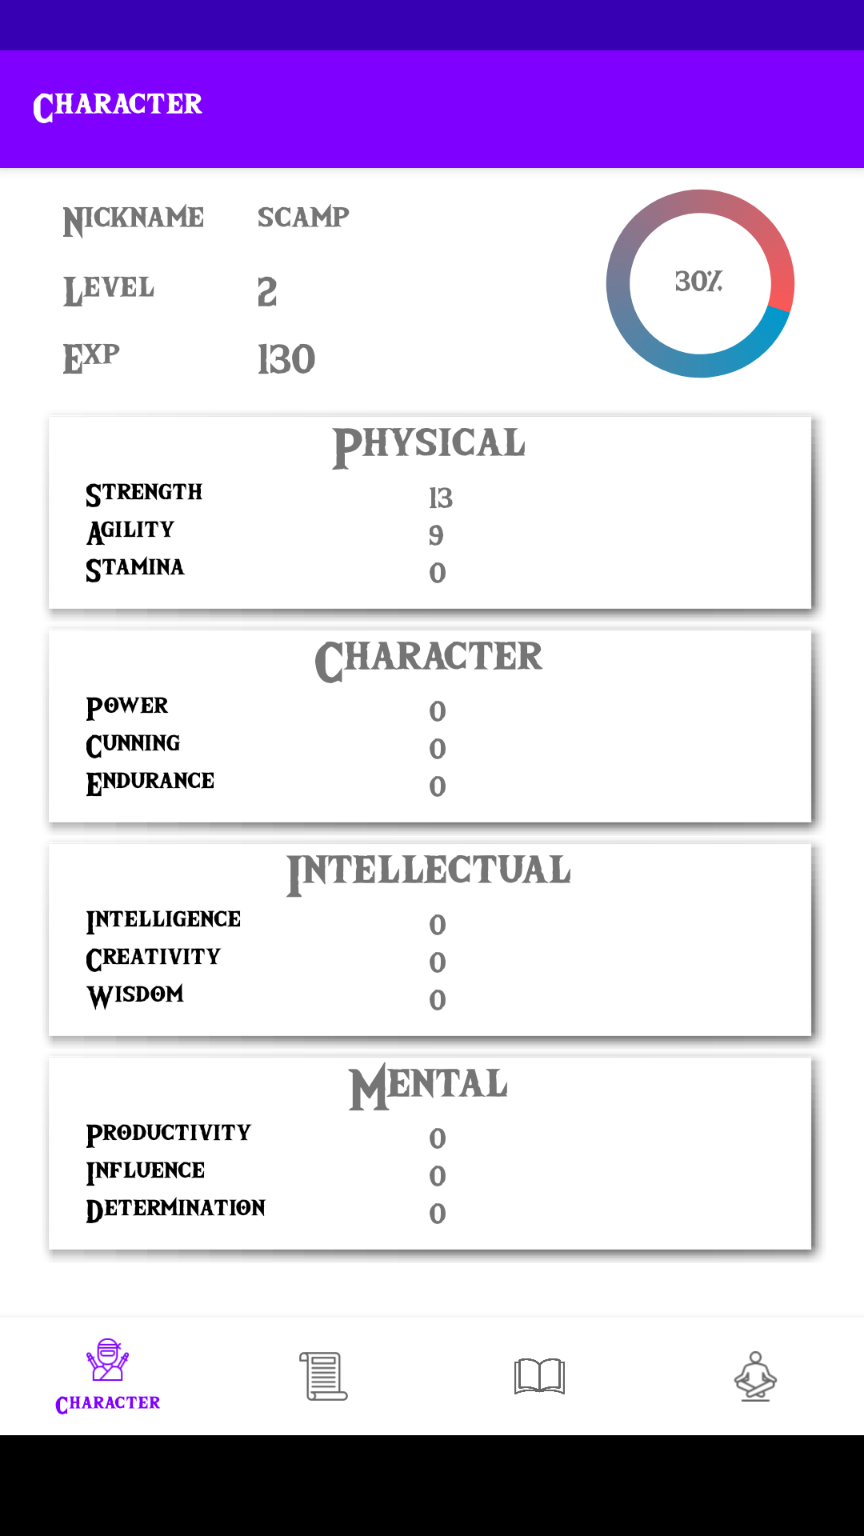 Character
Nickname scamp
Level 2
Exp 130
30%
Physical
Strength 13
Agility 9
Stamina 0
Character
Power 0
Cunning 0
Endurance 0
Intellectual
Intelligence 0
Creativity 0
Wisdom 0
Mental
Productivity 0
Influence 0
Determination 0
Character